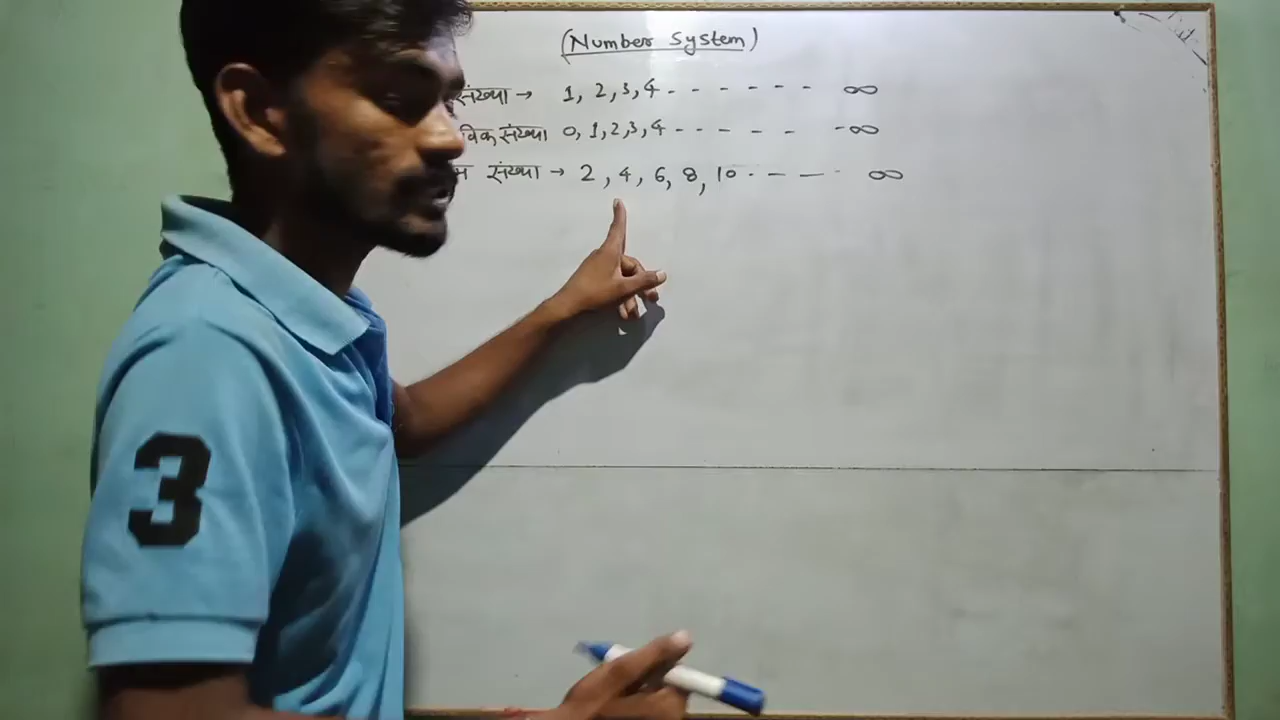 (Number System)
संख्या → 1, 2, 3, 4 - - - - - - ∞
संख्या 0, 1, 2, 3, 4 - - - - - -∞
संख्या → 2, 4, 6, 8, 10 - - - - ∞
3